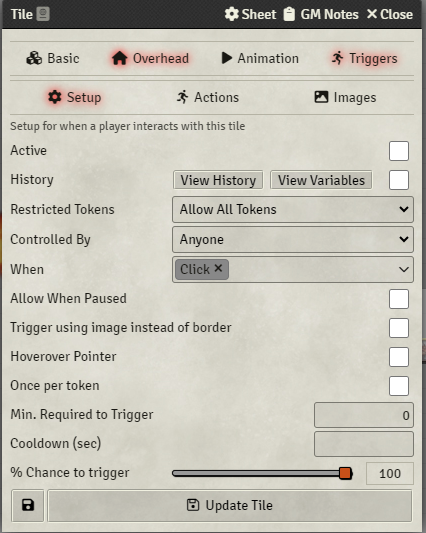 Tile Sheet GM Notes Close
Basic Overhead Animation Triggers
Setup Actions Images
Setup for when a player interacts with this tile
Active
History View History View Variables
Restricted Tokens Allow All Tokens
Controlled By Anyone
When Click ×
Allow When Paused
Trigger using image instead of border
Hoverover Pointer
Once per token
Min. Required to Trigger 0
Cooldown (sec)
% Chance to trigger 100
Update Tile